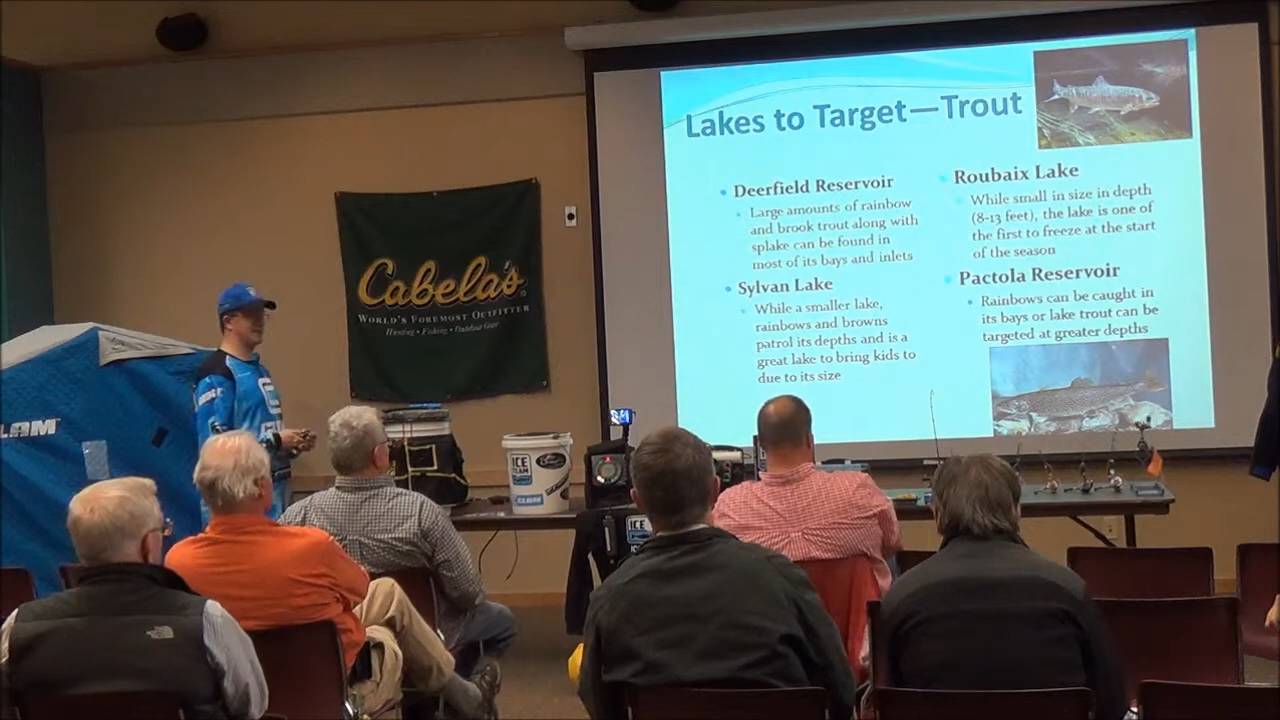 Lakes to Target—Trout
• Deerfield Reservoir
Large amounts of rainbow
and brook trout along with
splake can be found in
most of its bays and inlets
• Sylvan Lake
While a smaller lake,
rainbows and browns
patrol its depths and is a
great lake to bring kids to
due to its size
Roubaix Lake
While small in size in depth
(8-13 feet), the lake is one of
the first to freeze at the start
of the season
Pactola Reservoir
• Rainbows can be caught in
its bays or lake trout can be
targeted at greater depths
Cabela's
WORLD'S FOREMOST OUTFITTER
Hunting • Fishing • Outdoor Gear
LAM
ICE
TEAM
CLAM
ICE